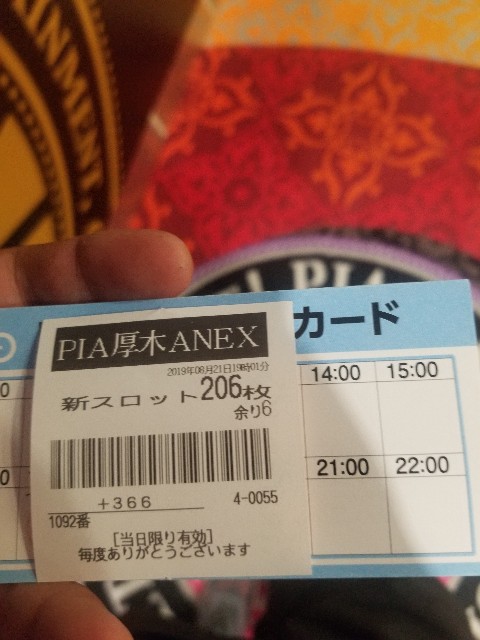 INMENT
PIA
カード
14:00 15:00
21:00 22:00
PIA厚木ANEX
2019年08月21日19時01分
新スロット206枚
余り6
+366 4-0055
1092番
[当日限り有効]
毎度ありがとうございます